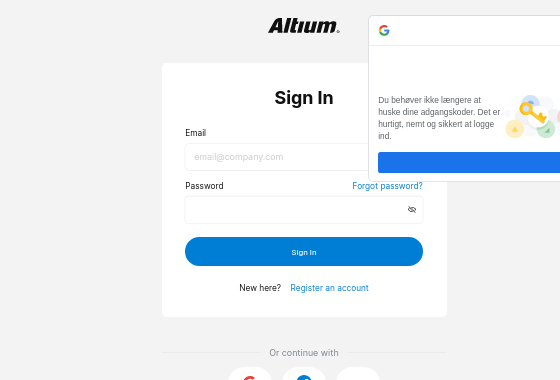 Altium®
Sign In
Email
email@company.com
Password
Forgot password?
Sign In
New here? Register an account
Or continue with
Du behøver ikke længere at
huske dine adgangskoder. Det er
hurtigt, nemt og sikkert at logge
ind.